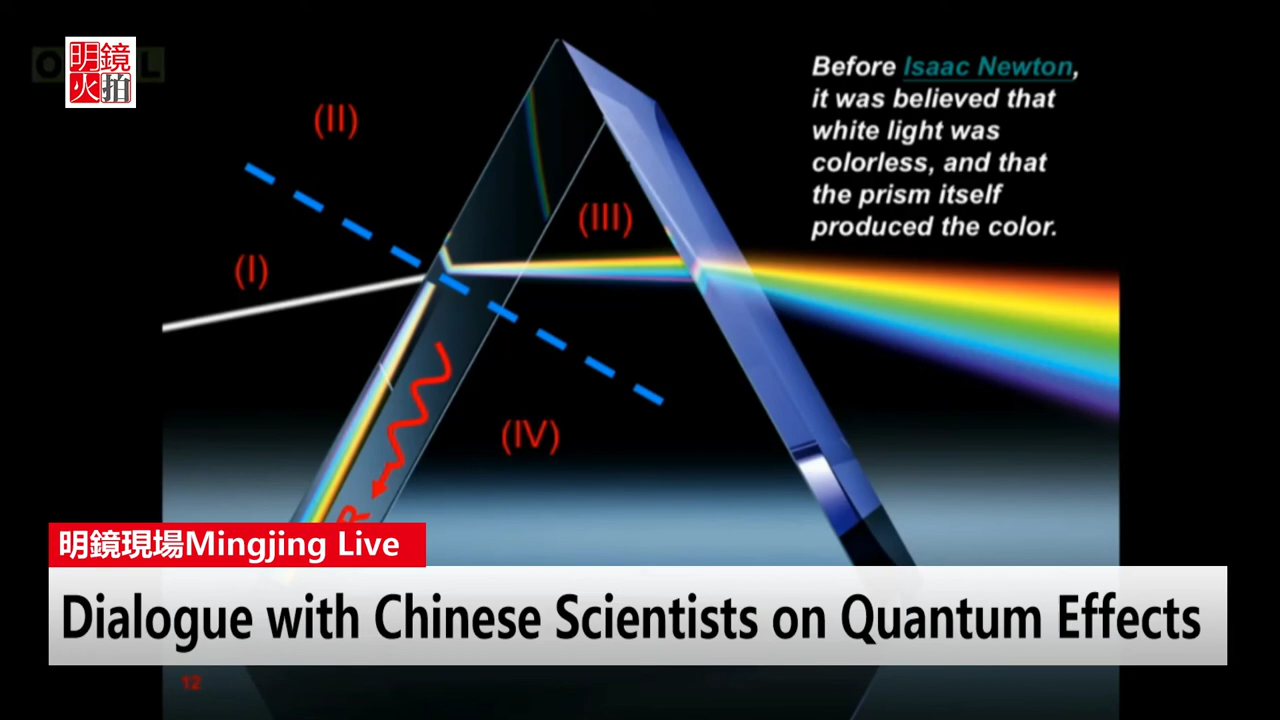 明鏡
火拍
Before Isaac Newton,
it was believed that
white light was
colorless, and that
the prism itself
produced the color.
(II)
(III)
(I)
(IV)
R
明鏡現場Mingjing Live
Dialogue with Chinese Scientists on Quantum Effects
12